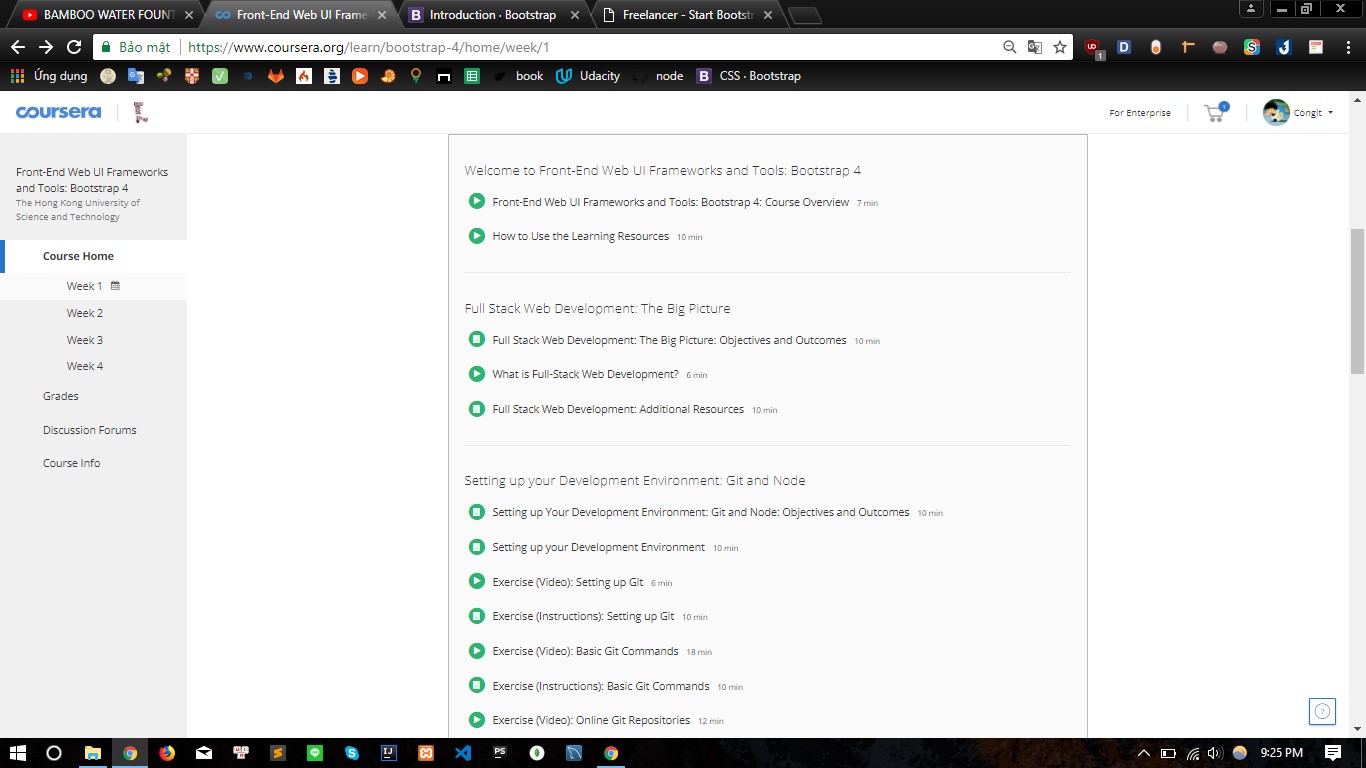 BAMBOO WATER FOUNT
Front-End Web UI Frame
Introduction · Bootstrap
Freelancer - Start Bootst
Bảo mật
https://www.coursera.org/learn/bootstrap-4/home/week/1
1
Ứng dụng
book
Udacity
node
CSS · Bootstrap
coursera
For Enterprise
1
CongIt
Front-End Web UI Frameworks
and Tools: Bootstrap 4
The Hong Kong University of
Science and Technology
Course Home
Week 1
Week 2
Week 3
Week 4
Grades
Discussion Forums
Course Info
Welcome to Front-End Web UI Frameworks and Tools: Bootstrap 4
Front-End Web UI Frameworks and Tools: Bootstrap 4: Course Overview 7 min
How to Use the Learning Resources 10 min
Full Stack Web Development: The Big Picture
Full Stack Web Development: The Big Picture: Objectives and Outcomes 10 min
What is Full-Stack Web Development? 6 min
Full Stack Web Development: Additional Resources 10 min
Setting up your Development Environment: Git and Node
Setting up Your Development Environment: Git and Node: Objectives and Outcomes 10 min
Setting up your Development Environment 10 min
Exercise (Video): Setting up Git 6 min
Exercise (Instructions): Setting up Git 10 min
Exercise (Video): Basic Git Commands 18 min
Exercise (Instructions): Basic Git Commands 10 min
Exercise (Video): Online Git Repositories 12 min
9:25 PM